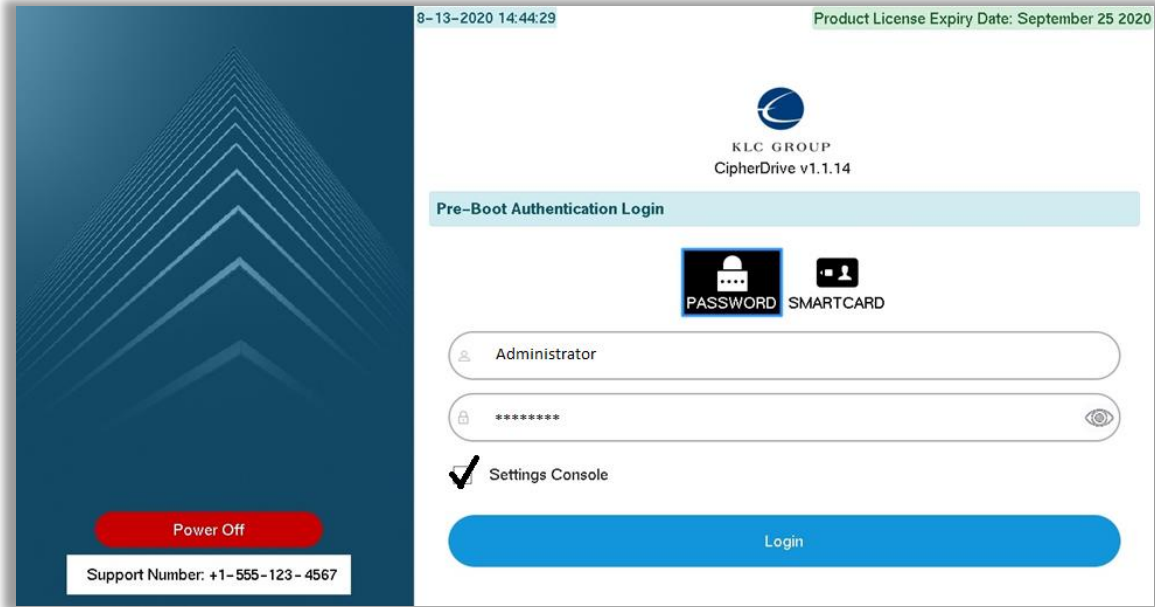 8-13-2020 14:44:29
Product License Expiry Date: September 25 2020
KLC GROUP
CipherDrive v1.1.14
Pre-Boot Authentication Login
PASSWORD
SMARTCARD
Administrator
********
Settings Console
Login
Power Off
Support Number: +1-555-123-4567